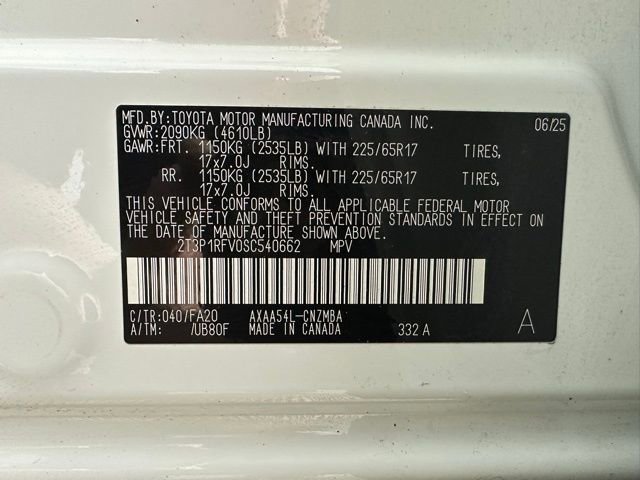 MFD.BY:TOYOTA MOTOR MANUFACTURING CANADA INC. 06/25
GVWR:2090KG (4610LB)
GAWR:FRT. 1150KG (2535LB) WITH 225/65R17 TIRES,
17x7.0J RIMS.
RR. 1150KG (2535LB) WITH 225/65R17 TIRES,
17x7.0J RIMS.
THIS VEHICLE CONFORMS TO ALL APPLICABLE FEDERAL MOTOR
VEHICLE SAFETY AND THEFT PREVENTION STANDARDS IN EFFECT ON
THE DATE OF MANUFACTURE SHOWN ABOVE.
2T3P1RFV0SC540662 MPV
C/TR:040/FA20 AXAA54L-CNZMBA
A/TM: /UB80F MADE IN CANADA 332 A A